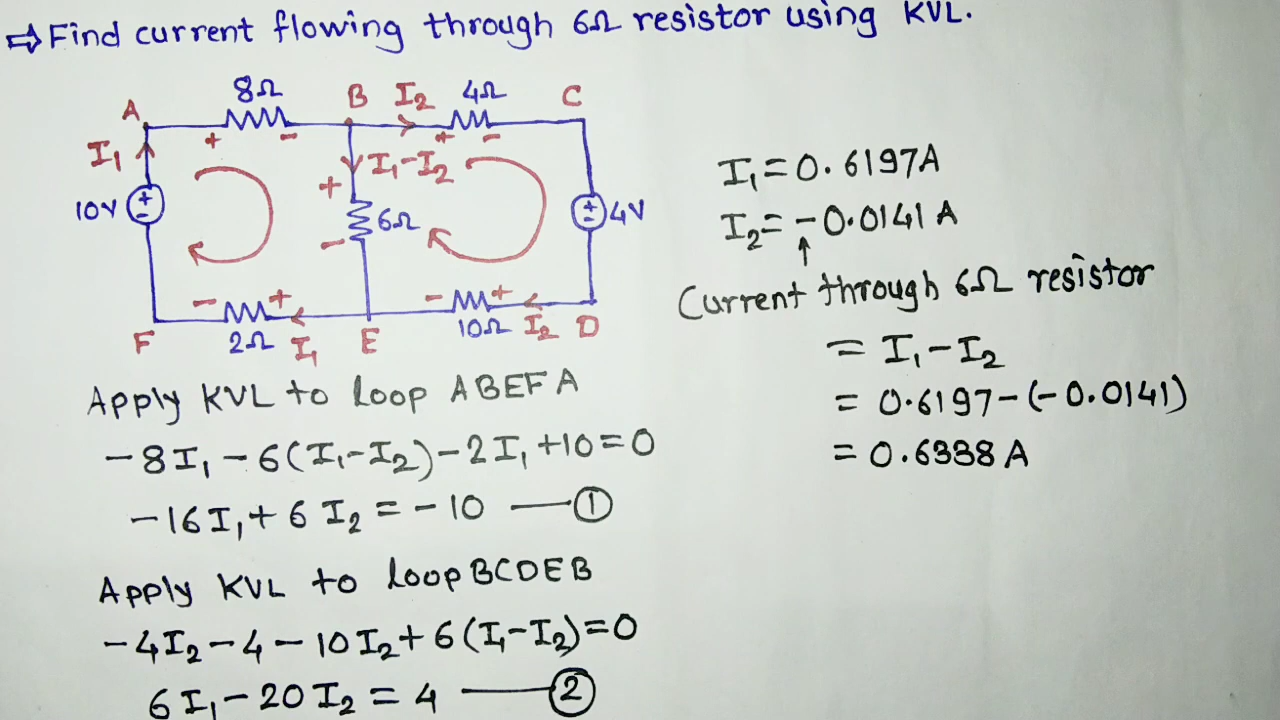 ⇒ Find current flowing through 6Ω resistor using KVL.
8Ω B I₂ 4Ω C
A
+ - + -
I₁ I₁-I₂
+
10V + - 6Ω + - 4V
-
- + - +
F 2Ω I₁ E 10Ω I₂ D
Apply KVL to loop ABEFA
-8I₁ - 6(I₁-I₂) - 2I₁ + 10 = 0
-16I₁ + 6I₂ = -10 — ①
Apply KVL to loop BCDEB
-4I₂ - 4 - 10I₂ + 6(I₁-I₂) = 0
6I₁ - 20I₂ = 4 — ②
I₁ = 0.6197A
I₂ = -0.0141 A
↑
Current through 6Ω resistor
= I₁ - I₂
= 0.6197 - (-0.0141)
= 0.6338 A